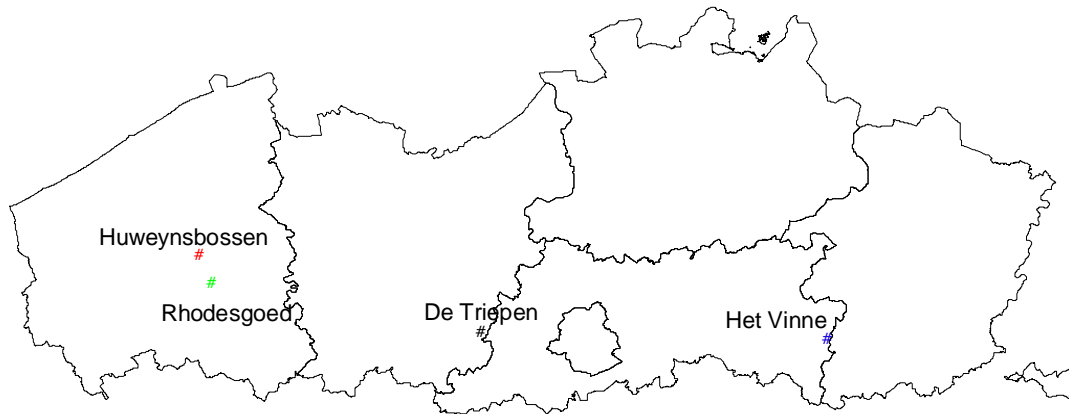 Huweynsbossen
#
#
Rhodesgoed
De Triepen
#
Het Vinne
#